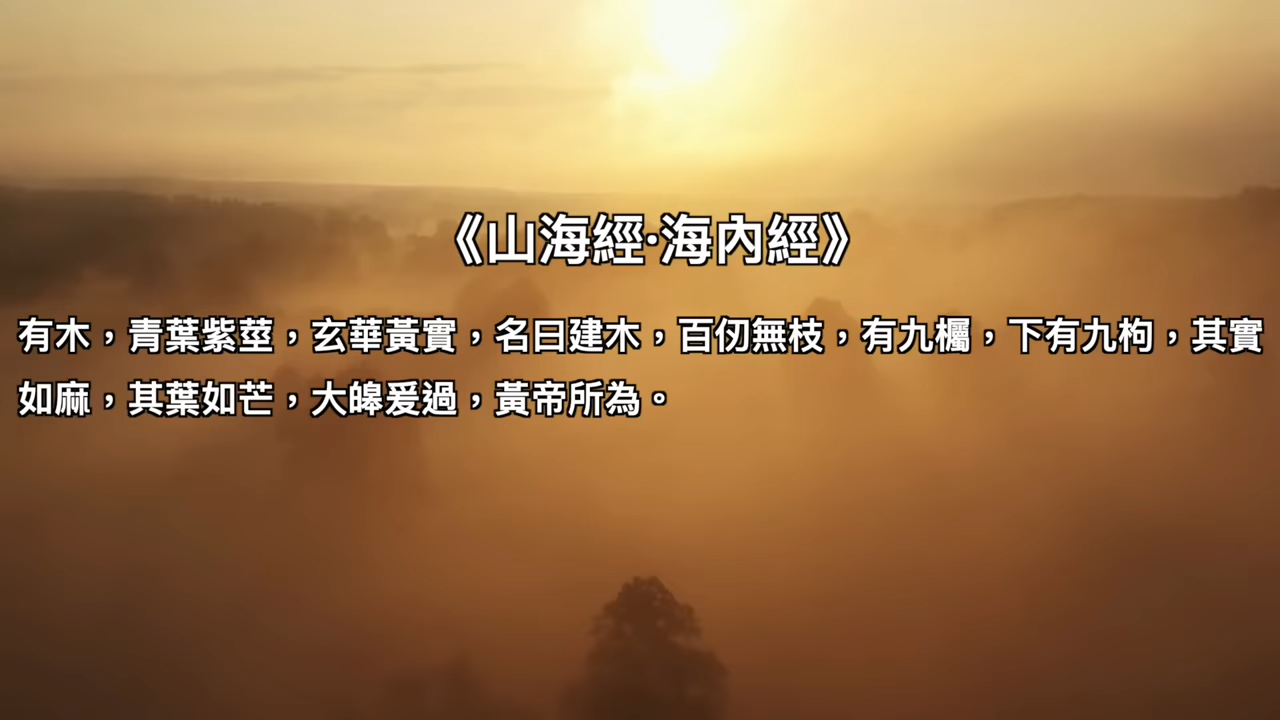 《山海經·海內經》
有木，青葉紫莖，玄華黃實，名曰建木，百仞無枝，有九欘，下有九枸，其實
如麻，其葉如芒，大皞爰過，黃帝所為。